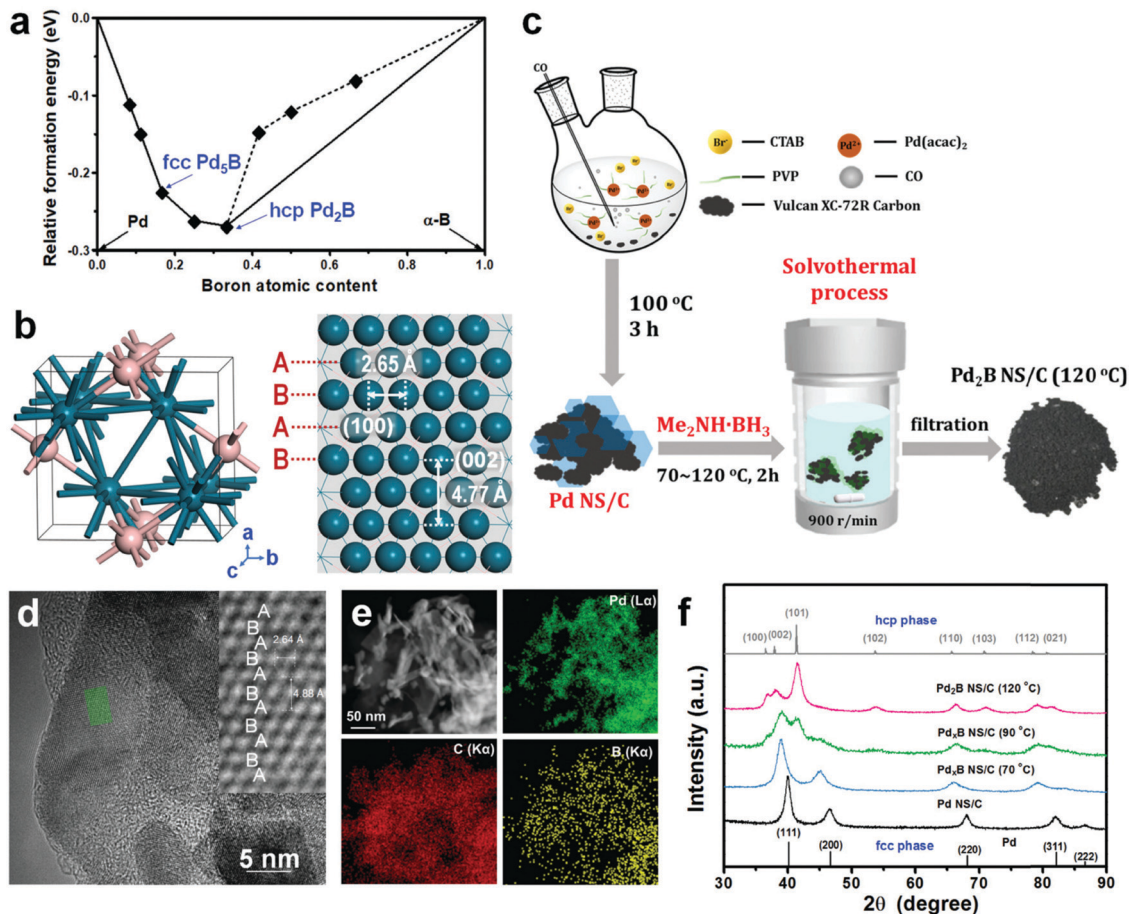 a
Relative formation energy (eV)
0.0
-0.1
-0.2
-0.3
fcc Pd₅B
hcp Pd₂B
Pd
α-B
0.0 0.2 0.4 0.6 0.8 1.0
Boron atomic content
b
a
b
c
A
B
A
B
2.65 Å
(100)
(002)
4.77 Å
c
CO
Br⁻ — CTAB
Pd²⁺ — Pd(acac)₂
— PVP
— CO
— Vulcan XC-72R Carbon
100 °C
3 h
Pd NS/C
Me₂NH·BH₃
70~120 °C, 2h
Solvothermal
process
900 r/min
filtration
Pd₂B NS/C (120 °C)
d
A
B
A
B
A
B
A
B
A
B
A
2.64 Å
4.88 Å
5 nm
e
50 nm
Pd (Lα)
C (Kα)
B (Kα)
f
Intensity (a.u.)
hcp phase
(100) (002) (101) (102) (110) (103) (112) (021)
Pd₂B NS/C (120 °C)
PdₓB NS/C (90 °C)
PdₓB NS/C (70 °C)
Pd NS/C
(111) (200) (220) (311) (222)
fcc phase
Pd
30 40 50 60 70 80 90
2θ (degree)